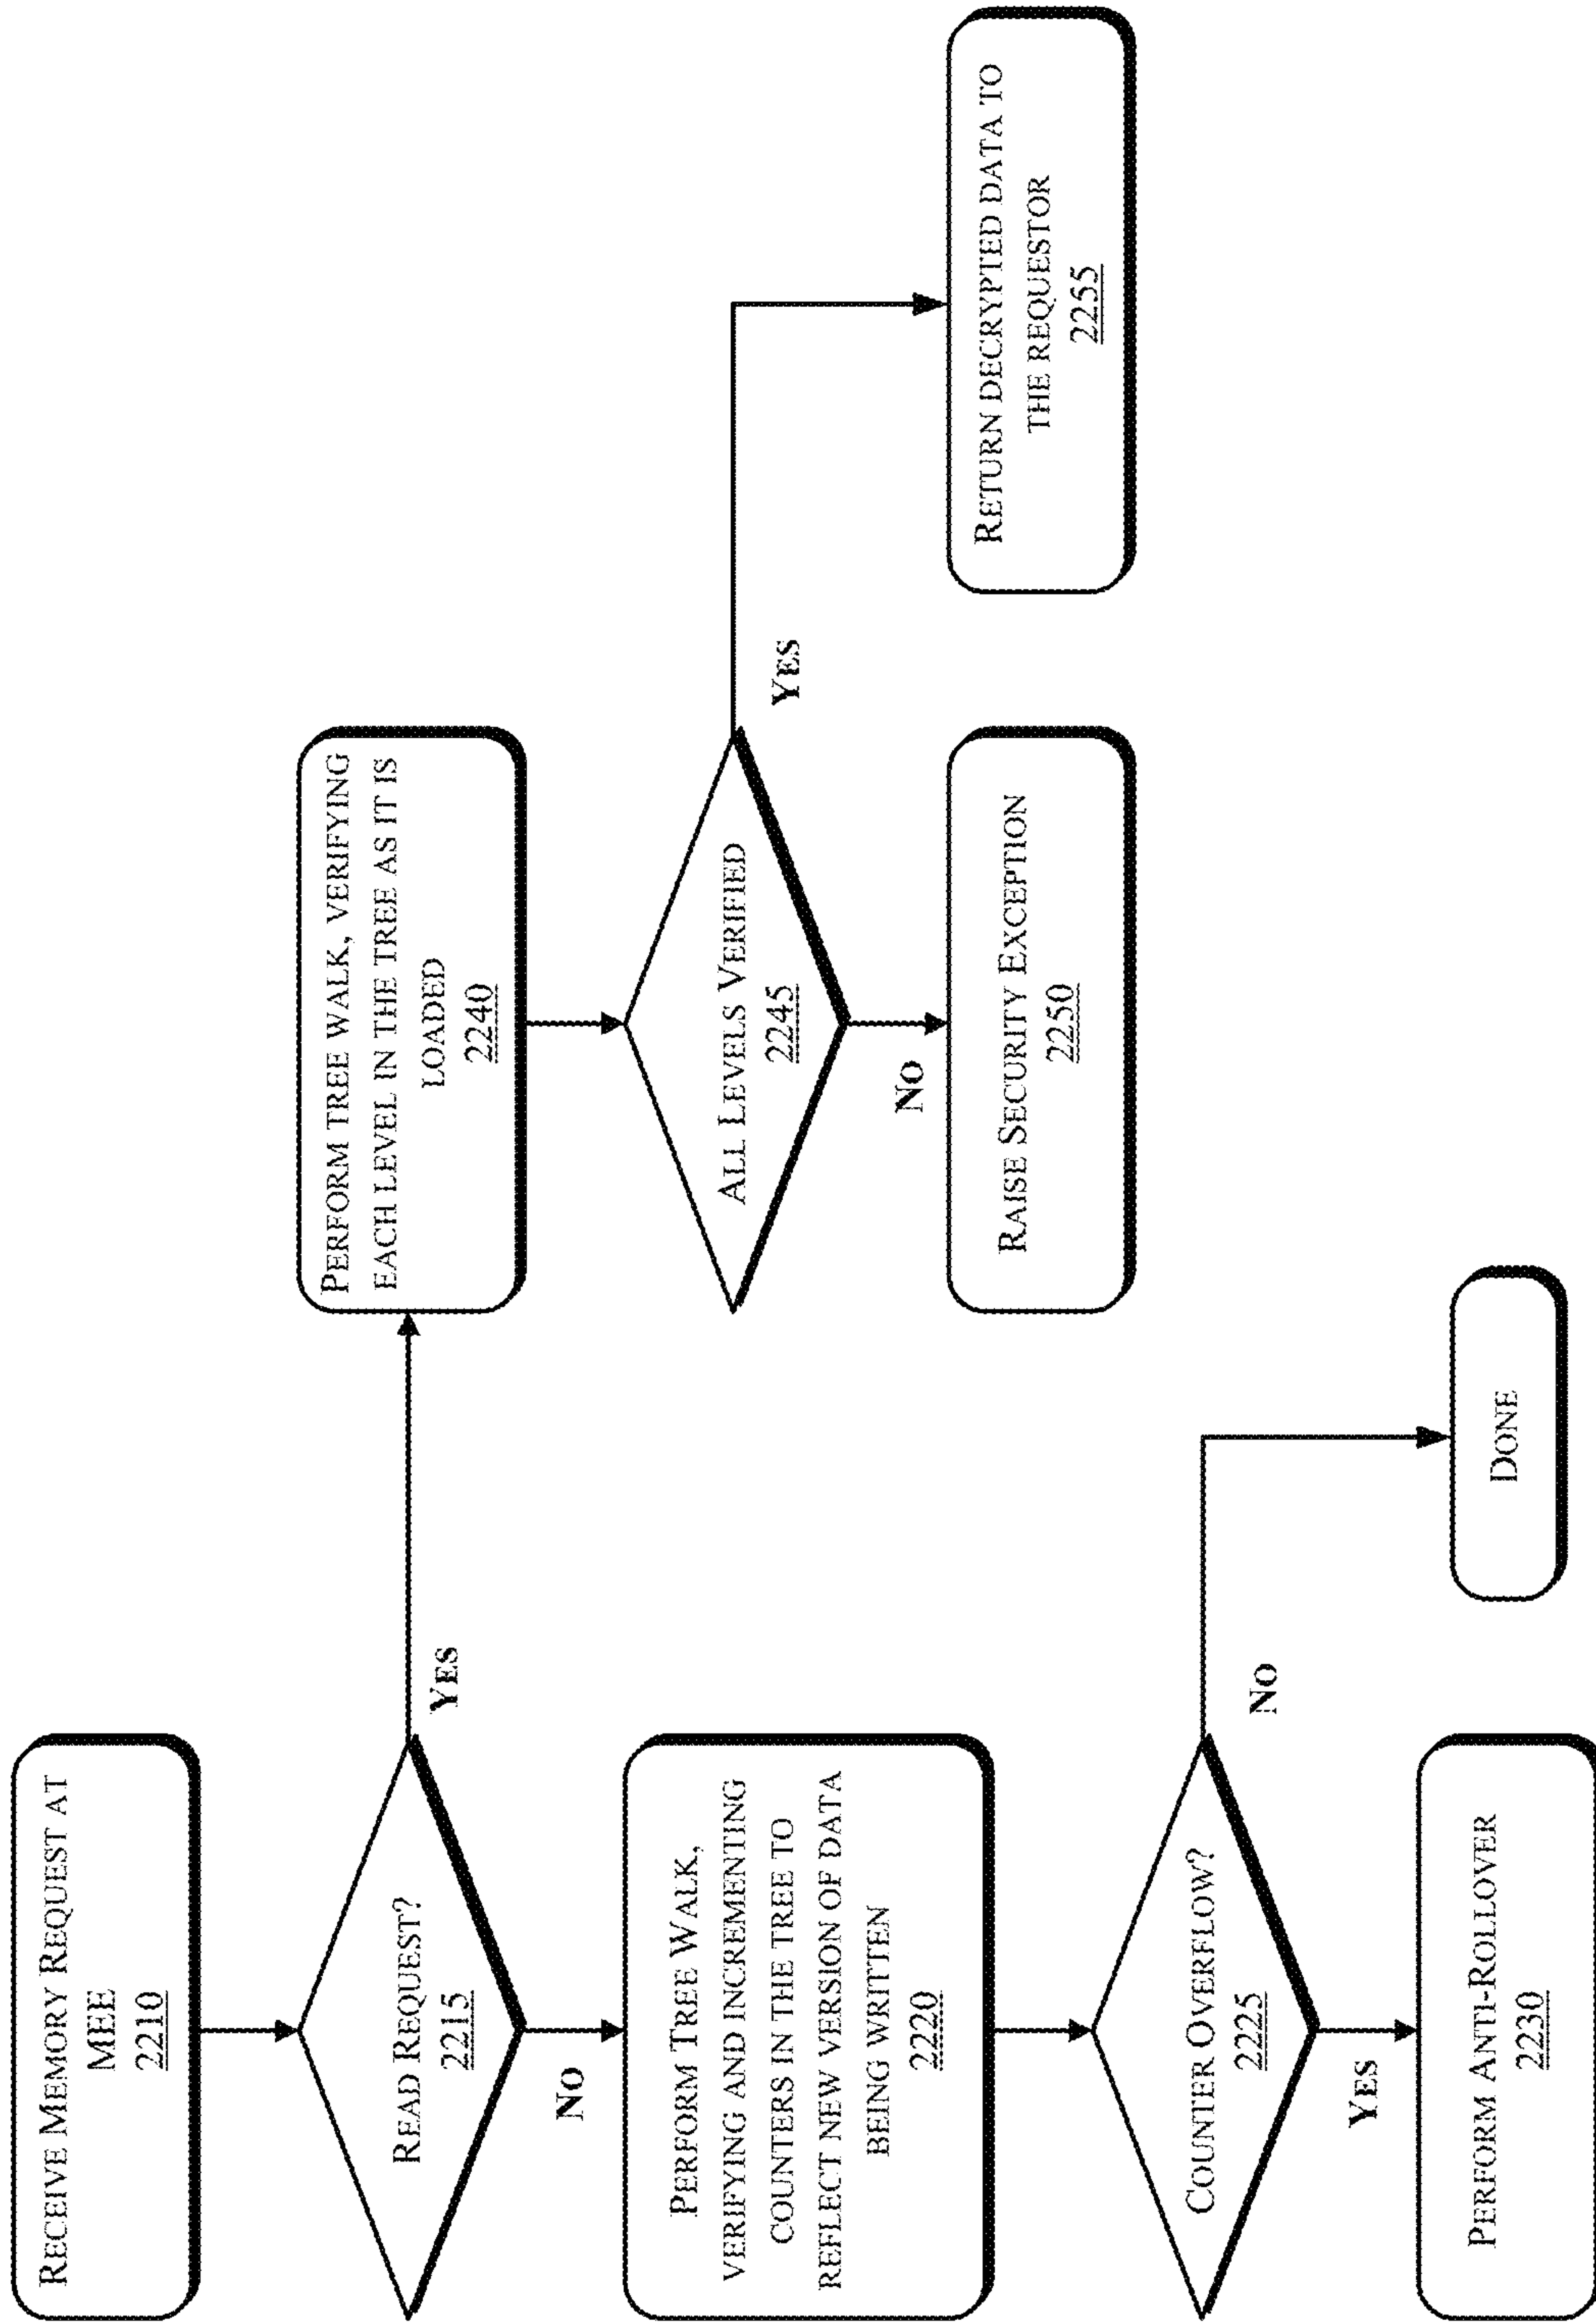 RECEIVE MEMORY REQUEST AT
MEE
2210
READ REQUEST?
2215
YES
NO
PERFORM TREE WALK,
VERIFYING AND INCREMENTING
COUNTERS IN THE TREE TO
REFLECT NEW VERSION OF DATA
BEING WRITTEN
2220
COUNTER OVERFLOW?
2225
NO
YES
PERFORM ANTI-ROLLOVER
2230
DONE
PERFORM TREE WALK, VERIFYING
EACH LEVEL IN THE TREE AS IT IS
LOADED
2240
ALL LEVELS VERIFIED
2245
YES
NO
RAISE SECURITY EXCEPTION
2250
RETURN DECRYPTED DATA TO
THE REQUESTOR
2255